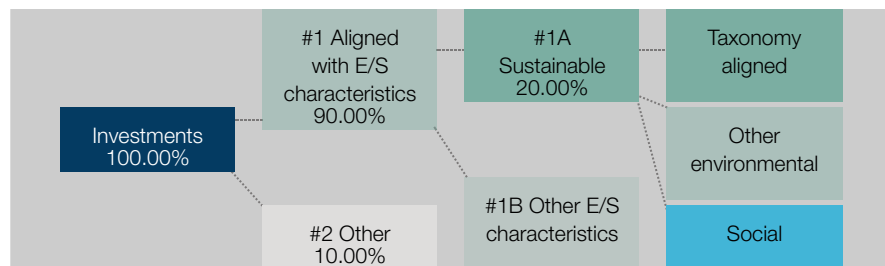 Investments
100.00%
#1 Aligned
with E/S
characteristics
90.00%
#2 Other
10.00%
#1A
Sustainable
20.00%
#1B Other E/S
characteristics
Taxonomy
aligned
Other
environmental
Social